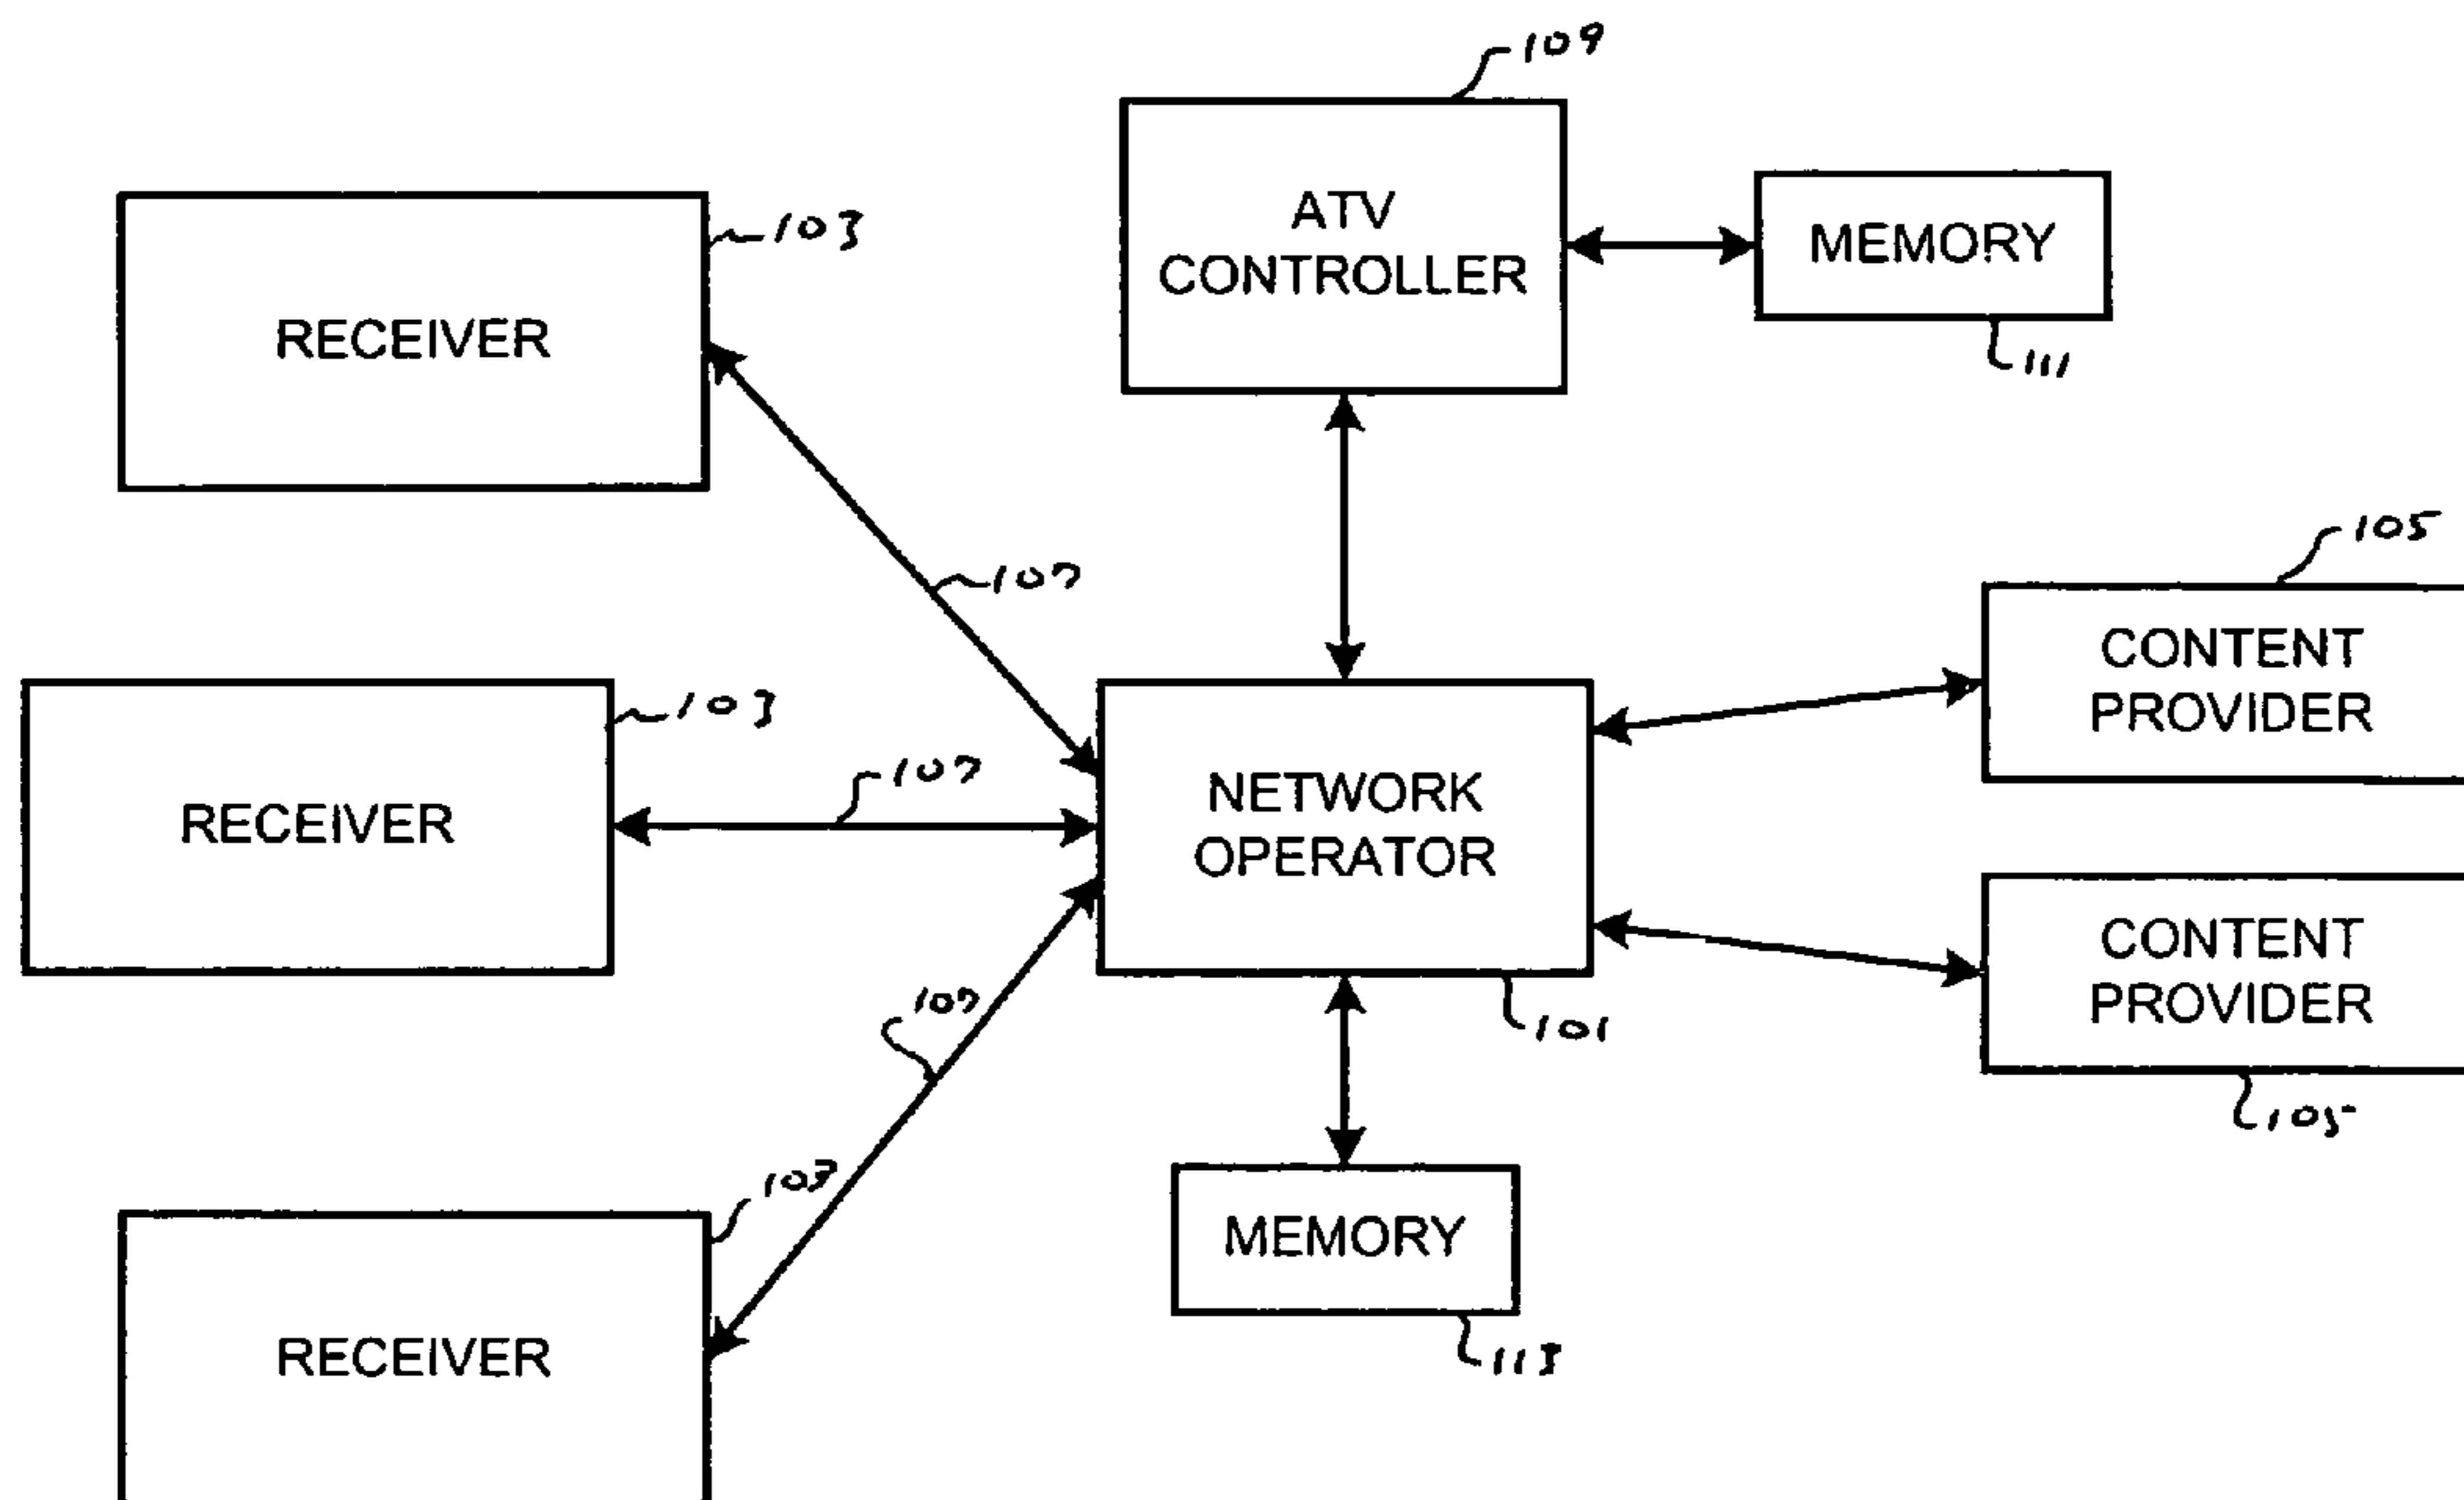 109
ATV
CONTROLLER
MEMORY
111
103
RECEIVER
107
105
CONTENT
PROVIDER
103
RECEIVER
107
NETWORK
OPERATOR
101
CONTENT
PROVIDER
105
107
103
RECEIVER
MEMORY
113